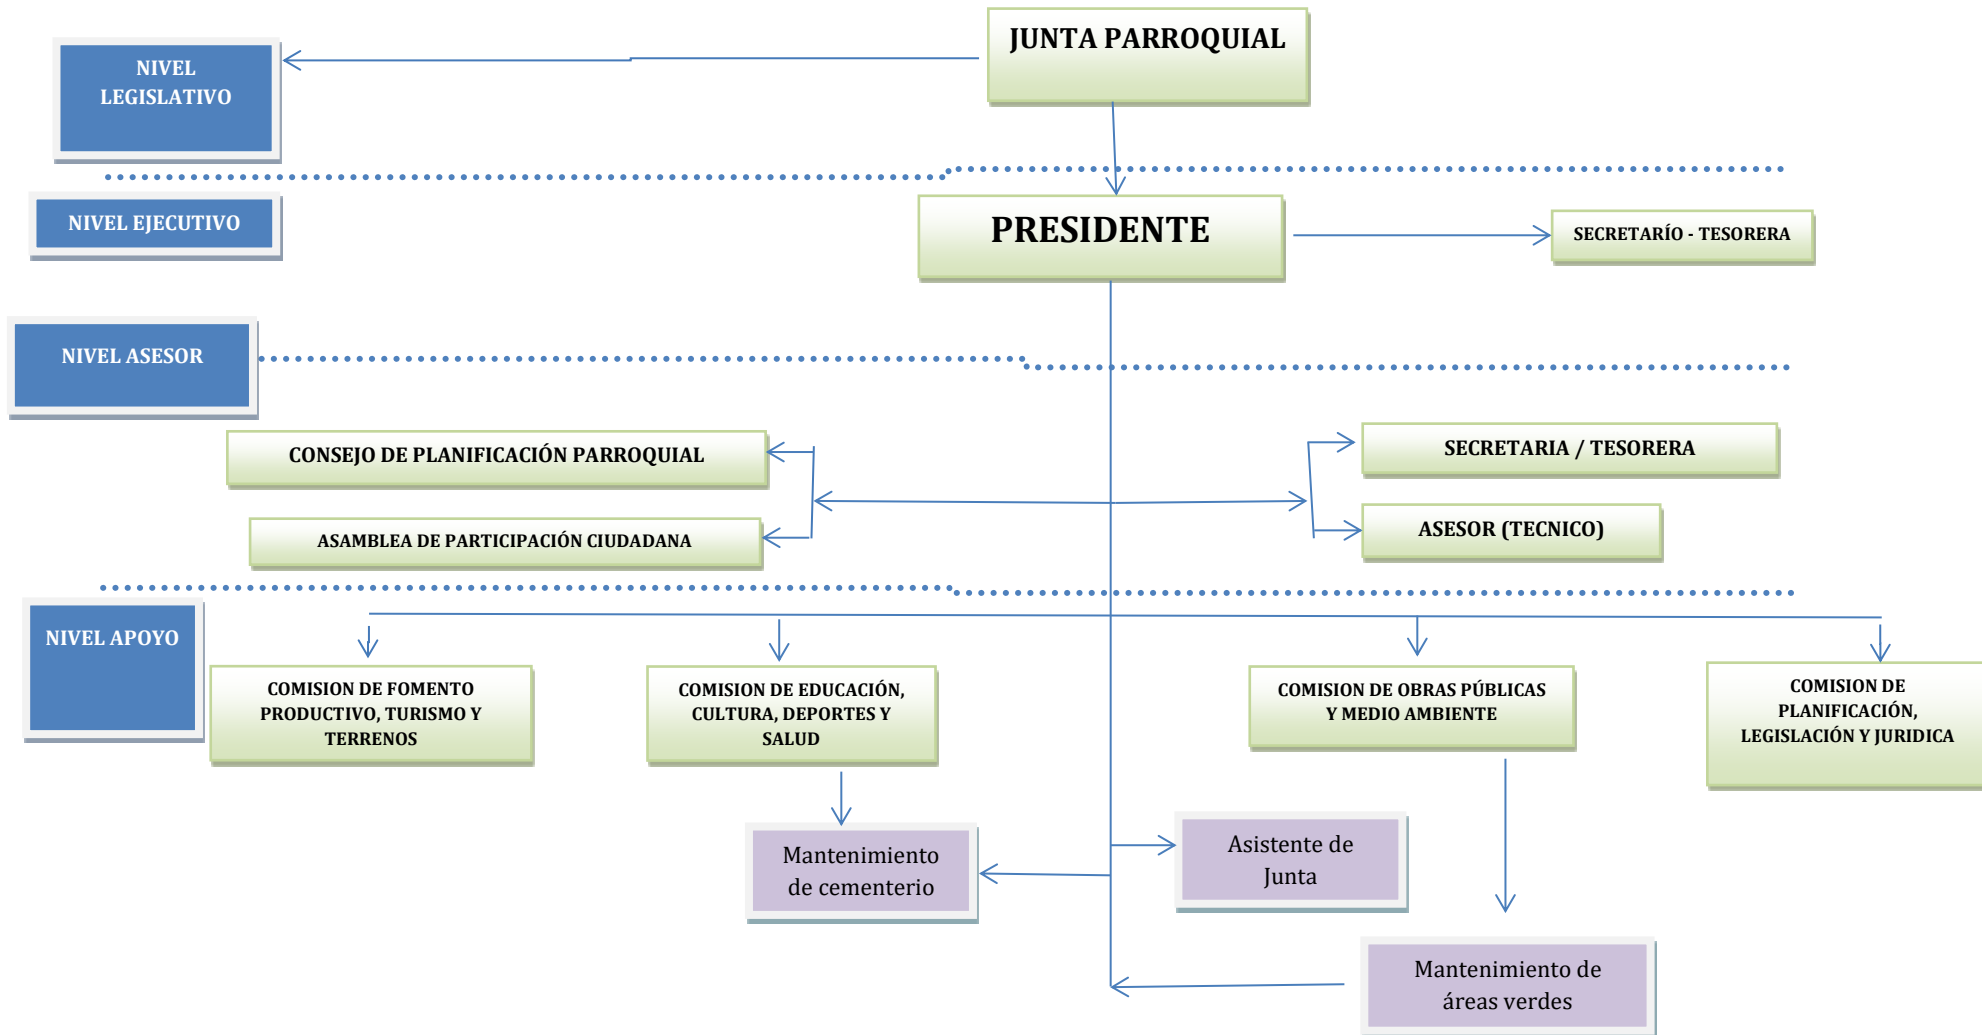 JUNTA PARROQUIAL
NIVEL
LEGISLATIVO
NIVEL EJECUTIVO
PRESIDENTE
SECRETARÍO - TESORERA
NIVEL ASESOR
CONSEJO DE PLANIFICACIÓN PARROQUIAL
SECRETARIA / TESORERA
ASAMBLEA DE PARTICIPACIÓN CIUDADANA
ASESOR (TECNICO)
NIVEL APOYO
COMISION DE FOMENTO
PRODUCTIVO, TURISMO Y
TERRENOS
COMISION DE EDUCACIÓN,
CULTURA, DEPORTES Y
SALUD
COMISION DE OBRAS PÚBLICAS
Y MEDIO AMBIENTE
COMISION DE
PLANIFICACIÓN,
LEGISLACIÓN Y JURIDICA
Mantenimiento
de cementerio
Asistente de
Junta
Mantenimiento de
áreas verdes